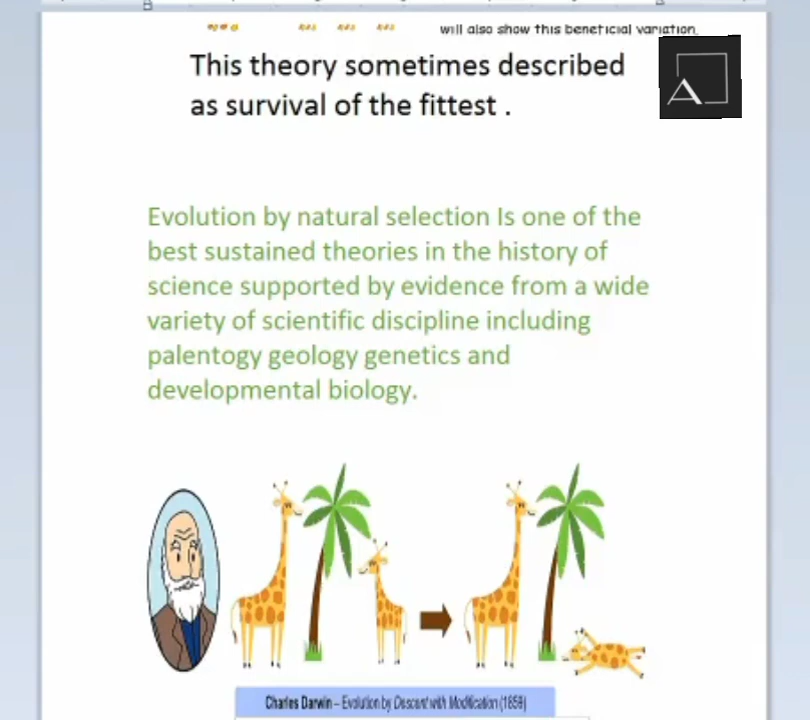 will also show this beneficial variation.
This theory sometimes described
as survival of the fittest .
A
Evolution by natural selection Is one of the
best sustained theories in the history of
science supported by evidence from a wide
variety of scientific discipline including
palentogy geology genetics and
developmental biology.
Charles Darwin – Evolution by Descent with Modification (1859)